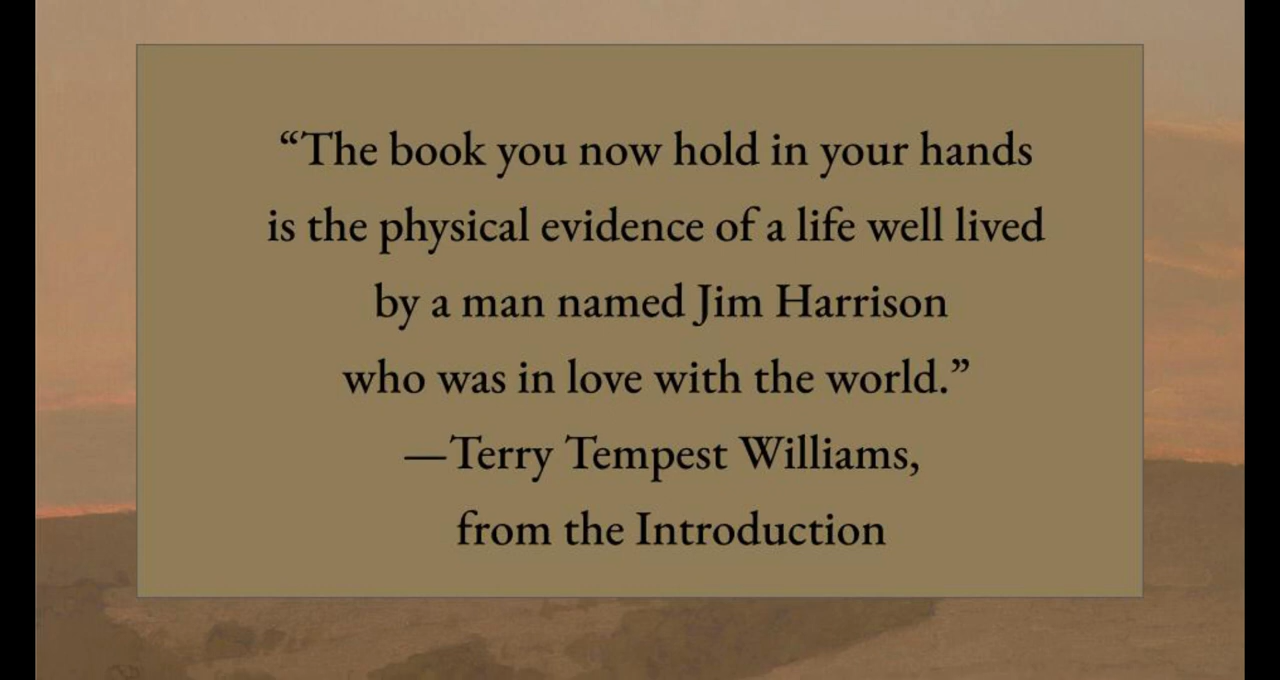 “The book you now hold in your hands
is the physical evidence of a life well lived
by a man named Jim Harrison
who was in love with the world.”
—Terry Tempest Williams,
from the Introduction